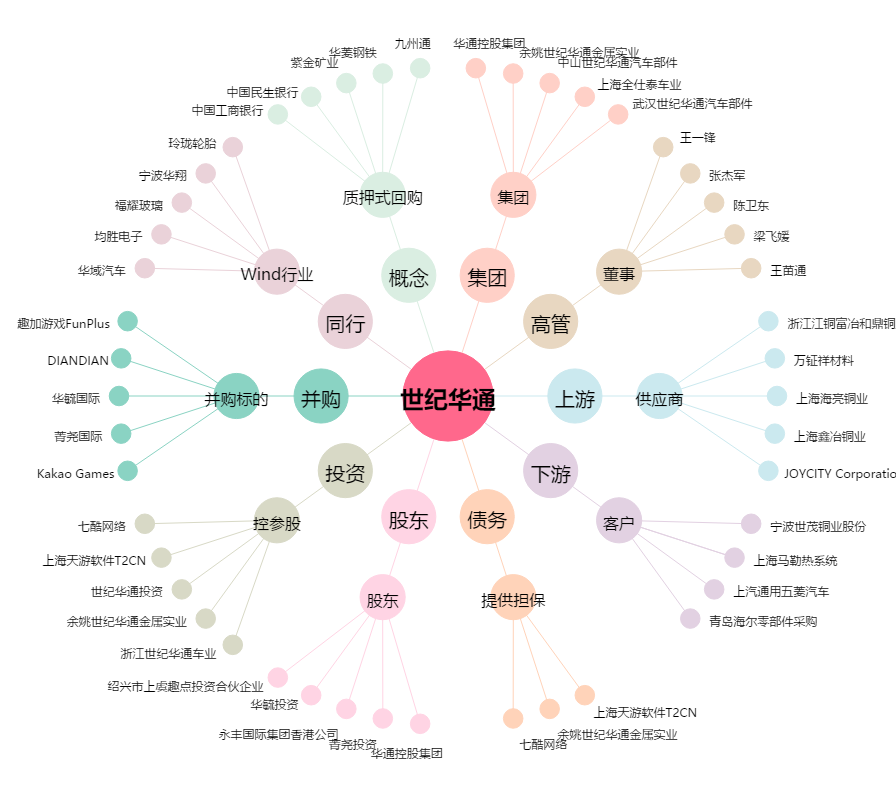 九州通
华通控股集团
华菱钢铁
余姚世纪华通金属实业
紫金矿业
中山世纪华通汽车部件
中国民生银行
上海全仕泰车业
中国工商银行
武汉世纪华通汽车部件
玲珑轮胎
王一锋
宁波华翔
张杰军
质押式回购
集团
福耀玻璃
陈卫东
均胜电子
梁飞媛
华域汽车
Wind行业
概念
集团
董事
王苗通
趣加游戏FunPlus
同行
高管
浙江江铜富冶和鼎铜
DIANDIAN
万钲祥材料
华毓国际
并购标的
并购
世纪华通
上游
供应商
上海海亮铜业
菁尧国际
上海鑫冶铜业
Kakao Games
投资
下游
JOYCITY Corporatio
七酷网络
控参股
股东
债务
客户
宁波世茂铜业股份
上海天游软件T2CN
上海马勒热系统
世纪华通投资
上汽通用五菱汽车
股东
提供担保
余姚世纪华通金属实业
青岛海尔零部件采购
浙江世纪华通车业
绍兴市上虞趣点投资合伙企业
华毓投资
上海天游软件T2CN
永丰国际集团香港公司
余姚世纪华通金属实业
菁尧投资
七酷网络
华通控股集团